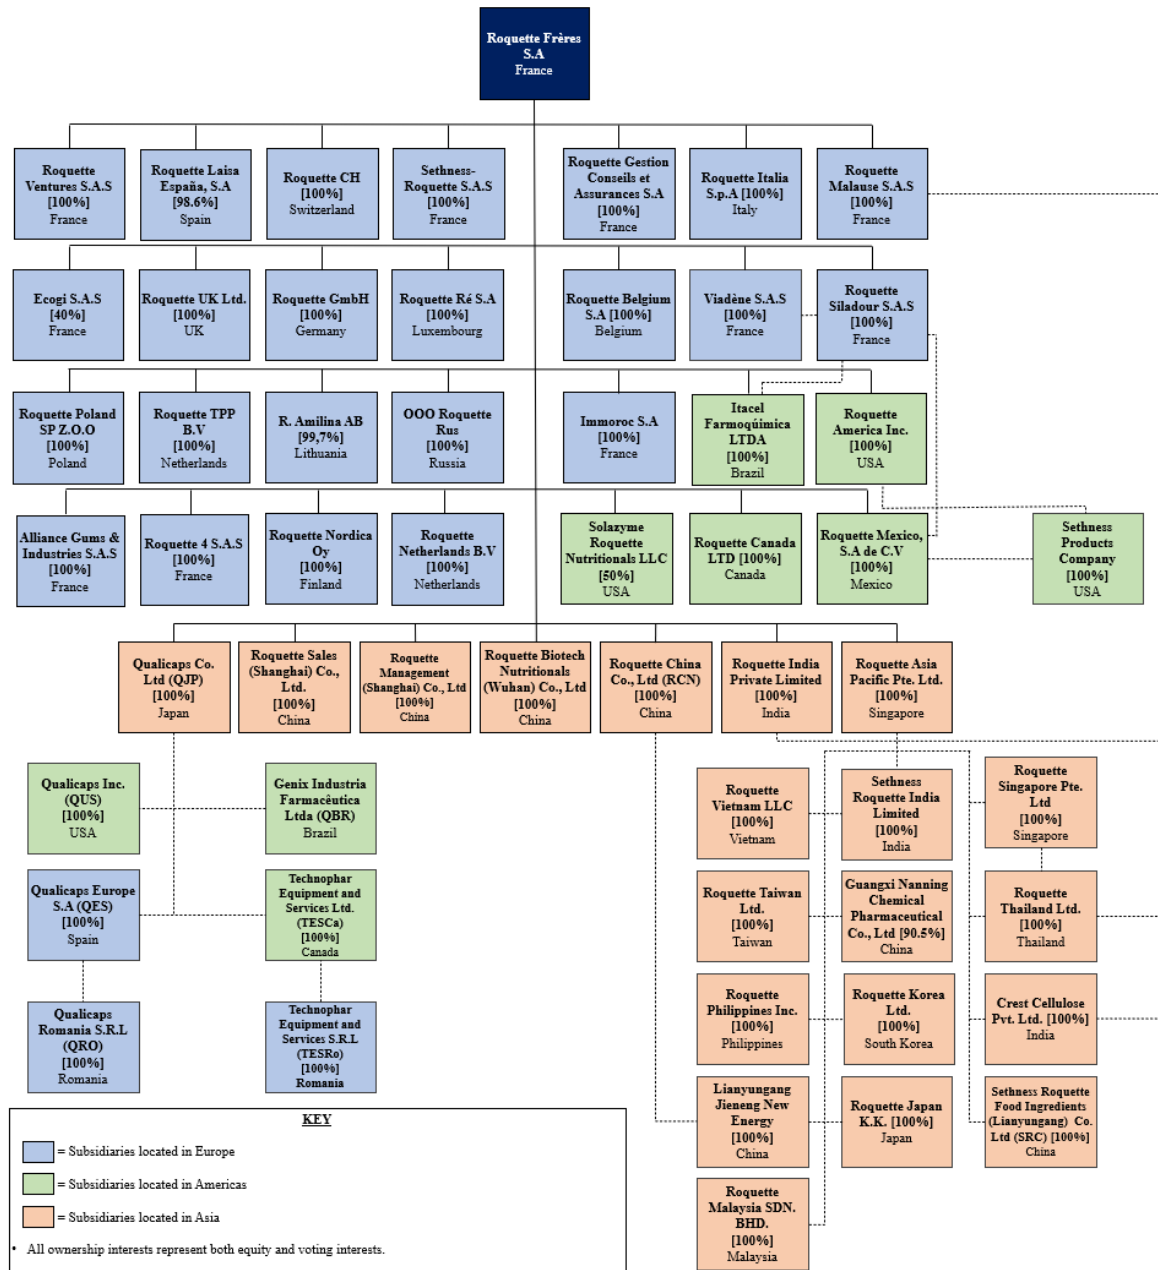 Roquette Frères
S.A
France
Roquette
Ventures S.A.S
[100%]
France
Roquette Laisa
España, S.A
[98.6%]
Spain
Roquette CH
[100%]
Switzerland
Sethness-
Roquette S.A.S
[100%]
France
Roquette Gestion
Conseils et
Assurances S.A
[100%]
France
Roquette Italia
S.p.A [100%]
Italy
Roquette
Malause S.A.S
[100%]
France
Ecogi S.A.S
[40%]
France
Roquette UK Ltd.
[100%]
UK
Roquette GmbH
[100%]
Germany
Roquette Ré S.A
[100%]
Luxembourg
Roquette Belgium
S.A [100%]
Belgium
Viadène S.A.S
[100%]
France
Roquette
Siladour S.A.S
[100%]
France
Roquette Poland
SP Z.O.O
[100%]
Poland
Roquette TPP
B.V
[100%]
Netherlands
R. Amilina AB
[99,7%]
Lithuania
OOO Roquette
Rus
[100%]
Russia
Immoroc S.A
[100%]
France
Itacel
Farmoqúimica
LTDA
[100%]
Brazil
Roquette
America Inc.
[100%]
USA
Alliance Gums &
Industries S.A.S
[100%]
France
Roquette 4 S.A.S
[100%]
France
Roquette Nordica
Oy
[100%]
Finland
Roquette
Netherlands B.V
[100%]
Netherlands
Solazyme
Roquette
Nutritionals LLC
[50%]
USA
Roquette Canada
LTD [100%]
Canada
Roquette Mexico,
S.A de C.V
[100%]
Mexico
Sethness
Products
Company
[100%]
USA
Qualicaps Co.
Ltd (QJP)
[100%]
Japan
Roquette Sales
(Shanghai) Co.,
Ltd.
[100%]
China
Roquette
Management
(Shanghai) Co., Ltd
[100%]
China
Roquette Biotech
Nutritionals
(Wuhan) Co., Ltd
[100%]
China
Roquette China
Co., Ltd (RCN)
[100%]
China
Roquette India
Private Limited
[100%]
India
Roquette Asia
Pacific Pte. Ltd.
[100%]
Singapore
Qualicaps Inc.
(QUS)
[100%]
USA
Genix Industria
Farmacêutica
Ltda (QBR)
Brazil
Roquette
Vietnam LLC
[100%]
Vietnam
Sethness
Roquette India
Limited
[100%]
India
Roquette
Singapore Pte.
Ltd
[100%]
Singapore
Qualicaps Europe
S.A (QES)
[100%]
Spain
Technophar
Equipment and
Services Ltd.
(TESCa)
[100%]
Canada
Roquette Taiwan
Ltd.
[100%]
Taiwan
Guangxi Nanning
Chemical
Pharmaceutical
Co., Ltd [90.5%]
China
Roquette
Thailand Ltd.
[100%]
Thailand
Qualicaps
Romania S.R.L
(QRO)
[100%]
Romania
Technophar
Equipment and
Services S.R.L
(TESRo)
[100%]
Romania
Roquette
Philippines Inc.
[100%]
Philippines
Roquette Korea
Ltd.
[100%]
South Korea
Crest Cellulose
Pvt. Ltd. [100%]
India
Lianyungang
Jieneng New
Energy
[100%]
China
Roquette Japan
K.K. [100%]
Japan
Sethness Roquette
Food Ingredients
(Lianyungang) Co.
Ltd (SRC) [100%]
China
Roquette
Malaysia SDN.
BHD.
[100%]
Malaysia
KEY
= Subsidiaries located in Europe
= Subsidiaries located in Americas
= Subsidiaries located in Asia
• All ownership interests represent both equity and voting interests.